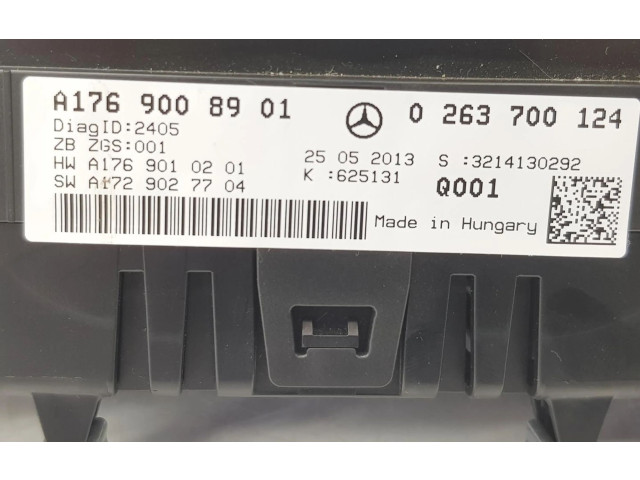 A176 900 89 01
0 263 700 124
DiagID:2405
ZB ZGS:001
HW A176 901 02 01
SW A172 902 77 04
25 05 2013
S :3214130292
K :625131
Q001
Made in Hungary